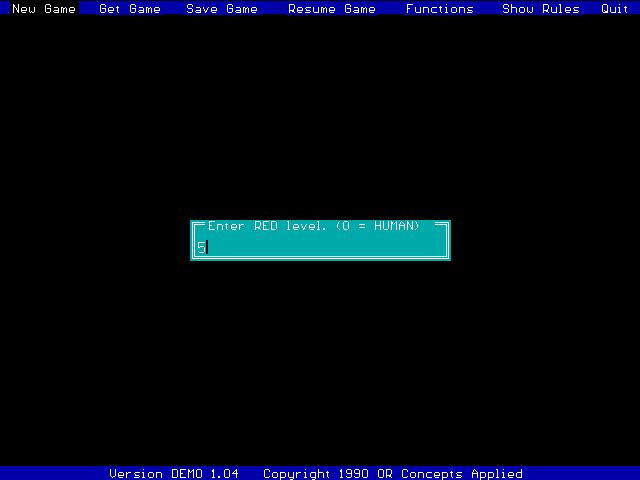 New Game Get Game Save Game Resume Game Functions Show Rules Quit
Enter RED level. (0 = HUMAN)
5
Version DEMO 1.04 Copyright 1990 OR Concepts Applied